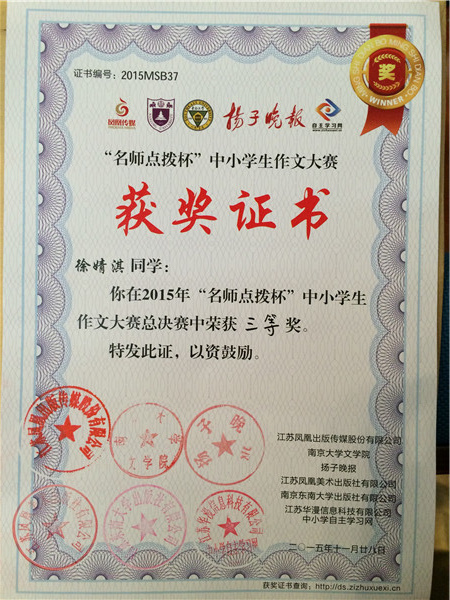 证书编号：2015MSB37
奖
WINNER
凤凰传媒
扬子晚报
自主学习网
“名师点拨杯”中小学生作文大赛
获奖证书
徐婧淇 同学：
你在2015年“名师点拨杯”中小学生
作文大赛总决赛中荣获 三等 奖。
特发此证，以资鼓励。
江苏凤凰出版传媒股份有限公司
南京大学文学院
扬子晚报
江苏凤凰美术出版社有限公司
南京东南大学出版社有限公司
江苏华漫信息科技有限公司
中小学自主学习网
二〇一五年十一月廿八日
获奖证书查询：http://ds.zizhuxuexi.cn